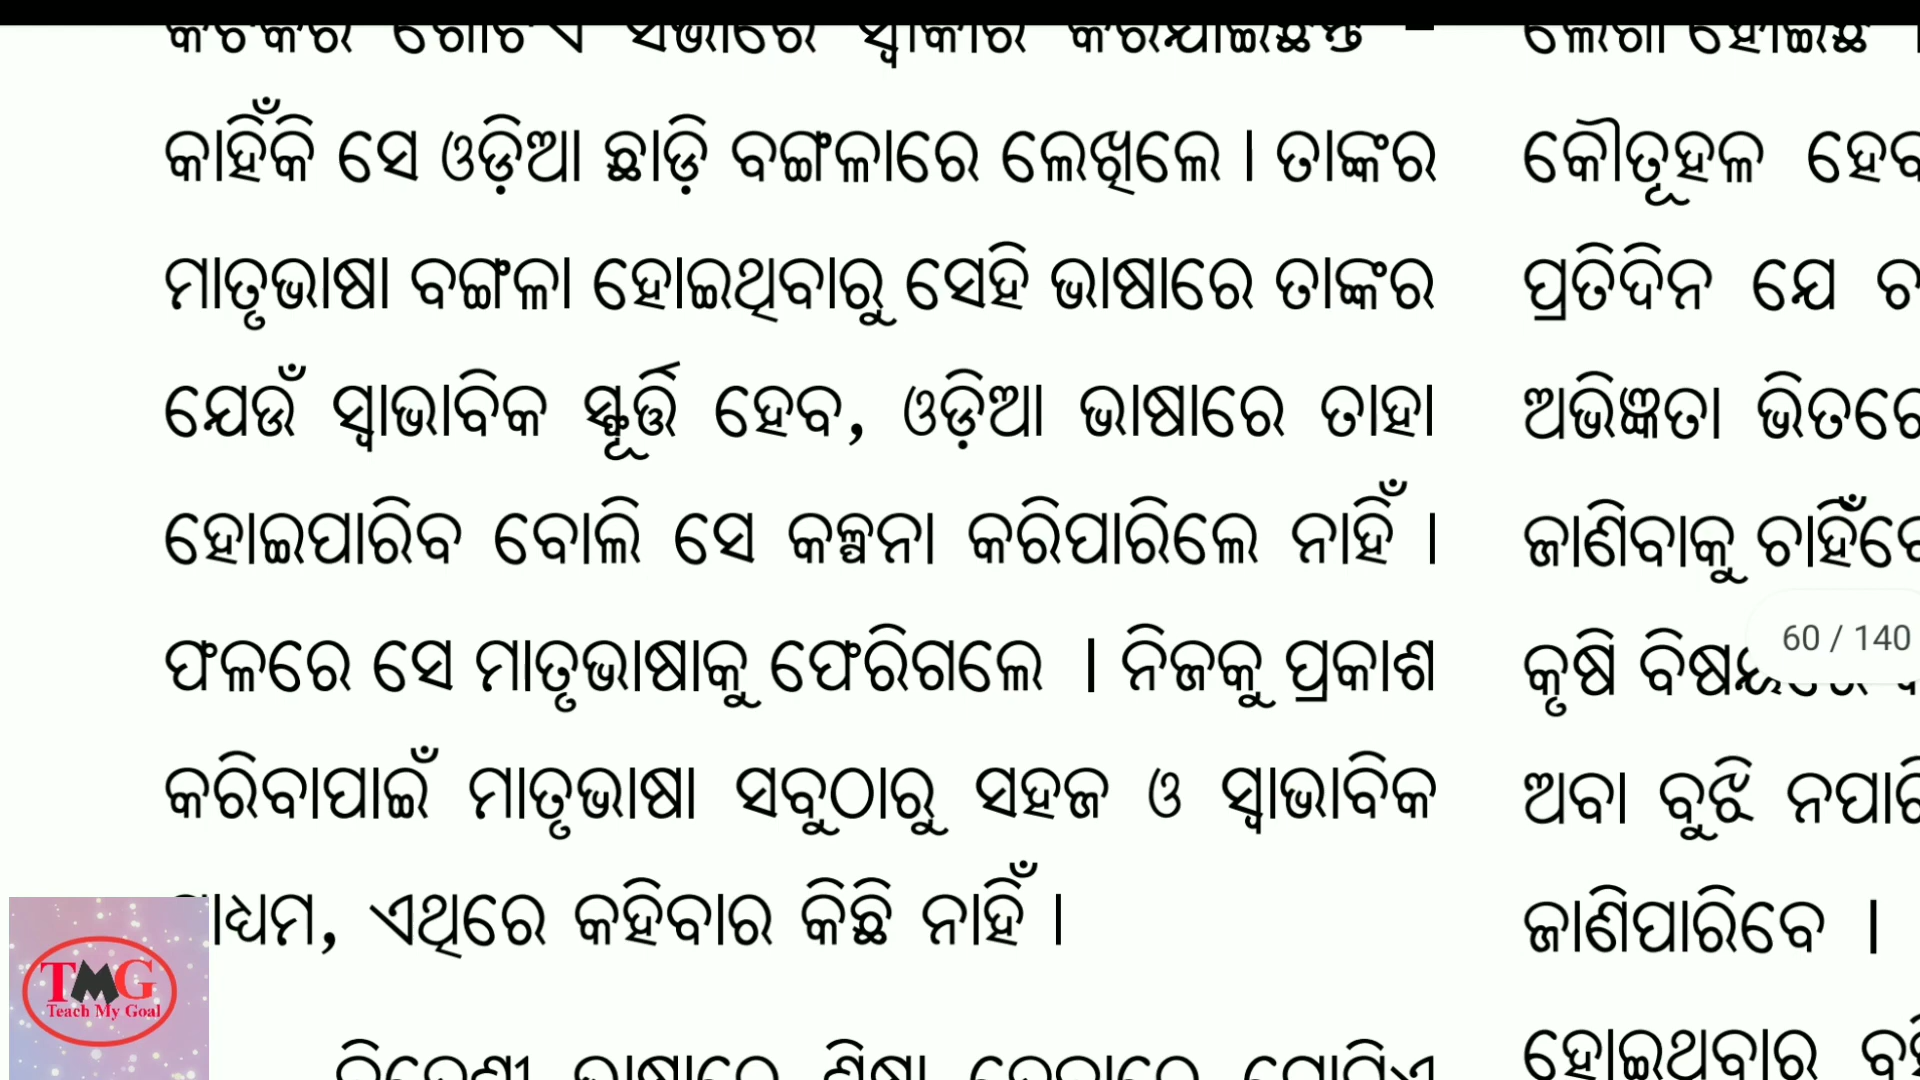 କାହିଁକି ସେ ଓଡ଼ିଆ ଛାଡ଼ି ବଙ୍ଗଳାରେ ଲେଖିଲେ । ତାଙ୍କର
ମାତୃଭାଷା ବଙ୍ଗଳା ହୋଇଥିବାରୁ ସେହି ଭାଷାରେ ତାଙ୍କର
ଯେଉଁ ସ୍ୱାଭାବିକ ସ୍ଫୂର୍ତ୍ତି ହେବ, ଓଡ଼ିଆ ଭାଷାରେ ତାହା
ହୋଇପାରିବ ବୋଲି ସେ କଳ୍ପନା କରିପାରିଲେ ନାହିଁ ।
ଫଳରେ ସେ ମାତୃଭାଷାକୁ ଫେରିଗଲେ । ନିଜକୁ ପ୍ରକାଶ
କରିବାପାଇଁ ମାତୃଭାଷା ସବୁଠାରୁ ସହଜ ଓ ସ୍ୱାଭାବିକ
ଏଥିରେ କହିବାର କିଛି ନାହିଁ ।
କୌତୂହଳ
ପ୍ରତିଦିନ ଯେ
ଅଭିଜ୍ଞତା
ଜାଣିବାକୁ
କୃଷି
ଅବା ବୁଝି
ଜାଣିପାରିବେ ।
60 / 140
TMG
Teach My Goal